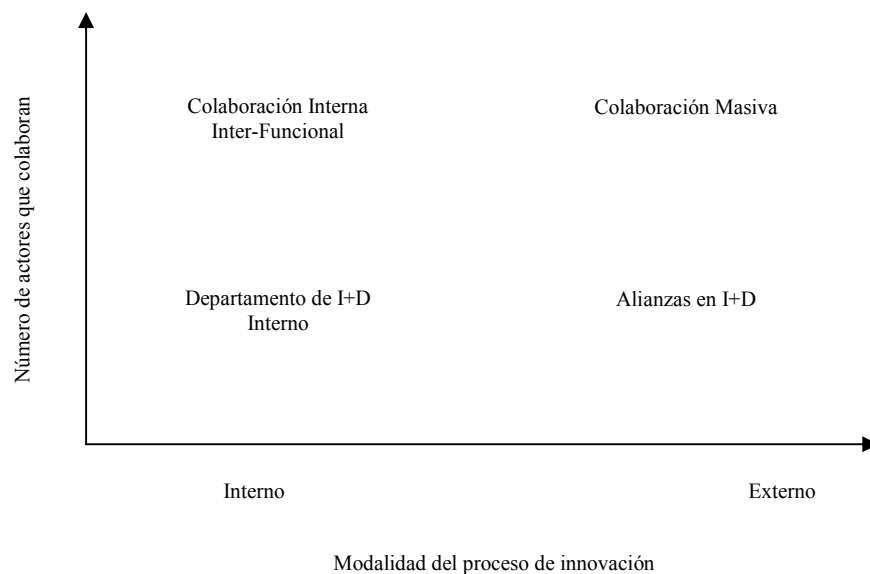 Número de actores que colaboran
Colaboración Interna
Inter-Funcional
Colaboración Masiva
Departamento de I+D
Interno
Alianzas en I+D
Interno
Externo
Modalidad del proceso de innovación